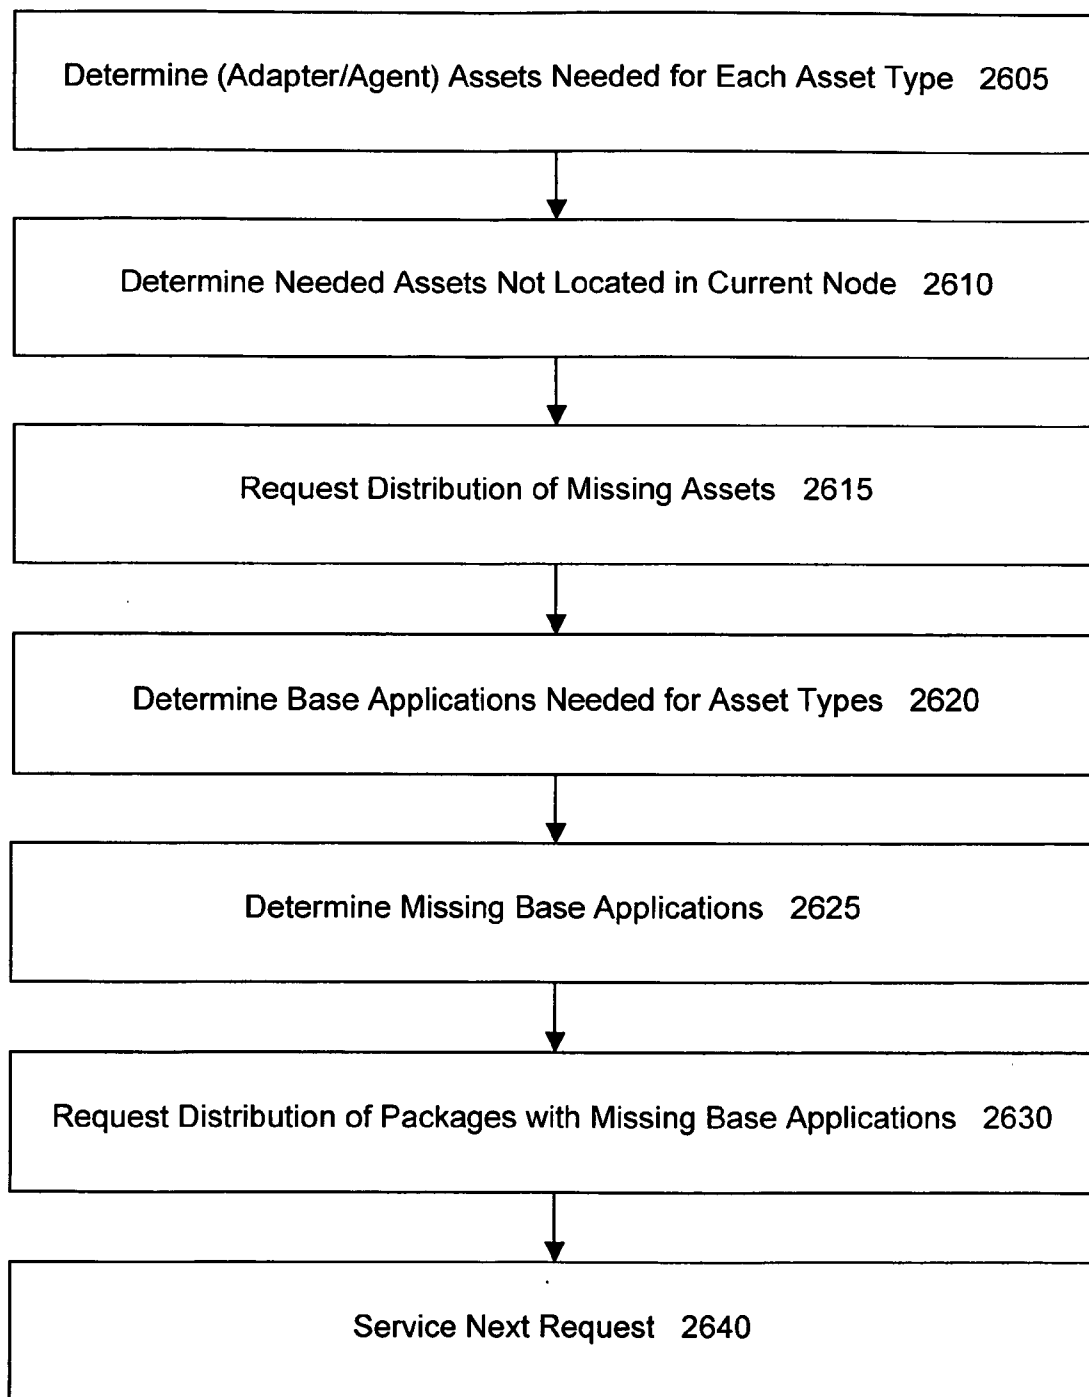 Determine (Adapter/Agent) Assets Needed for Each Asset Type 2605
Determine Needed Assets Not Located in Current Node 2610
Request Distribution of Missing Assets 2615
Determine Base Applications Needed for Asset Types 2620
Determine Missing Base Applications 2625
Request Distribution of Packages with Missing Base Applications 2630
Service Next Request 2640